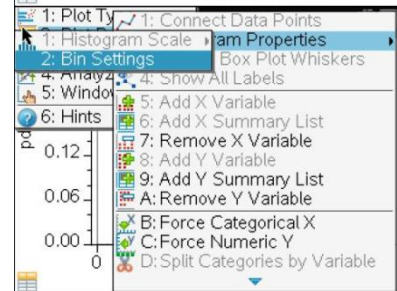 1: Plot Ty
1: Connect Data Points
1: Histogram Scale
ram Properties
2: Bin Settings
Box Plot Whiskers
4: Analyz
4: Show All Labels
5: Window
5: Add X Variable
6: Hints
6: Add X Summary List
7: Remove X Variable
8: Add Y Variable
9: Add Y Summary List
A: Remove Y Variable
B: Force Categorical X
C: Force Numeric Y
D: Split Categories by Variable
pd
0.12
0.06
0.00
0